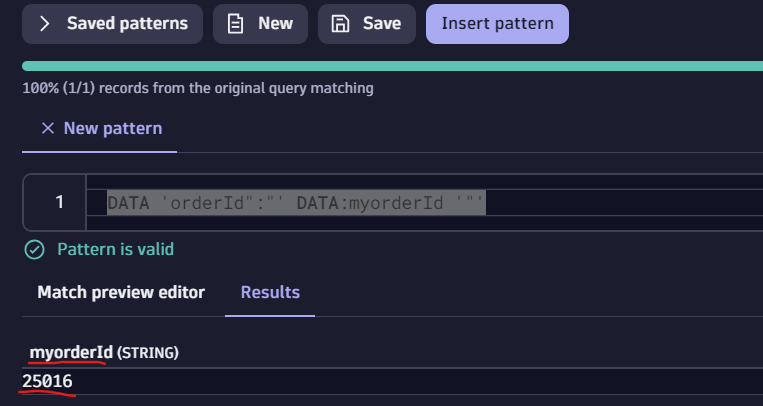 Saved patterns New Save Insert pattern
100% (1/1) records from the original query matching
New pattern
1 DATA 'orderId":"' DATA:myorderId '"'
Pattern is valid
Match preview editor Results
myorderId (STRING)
25016